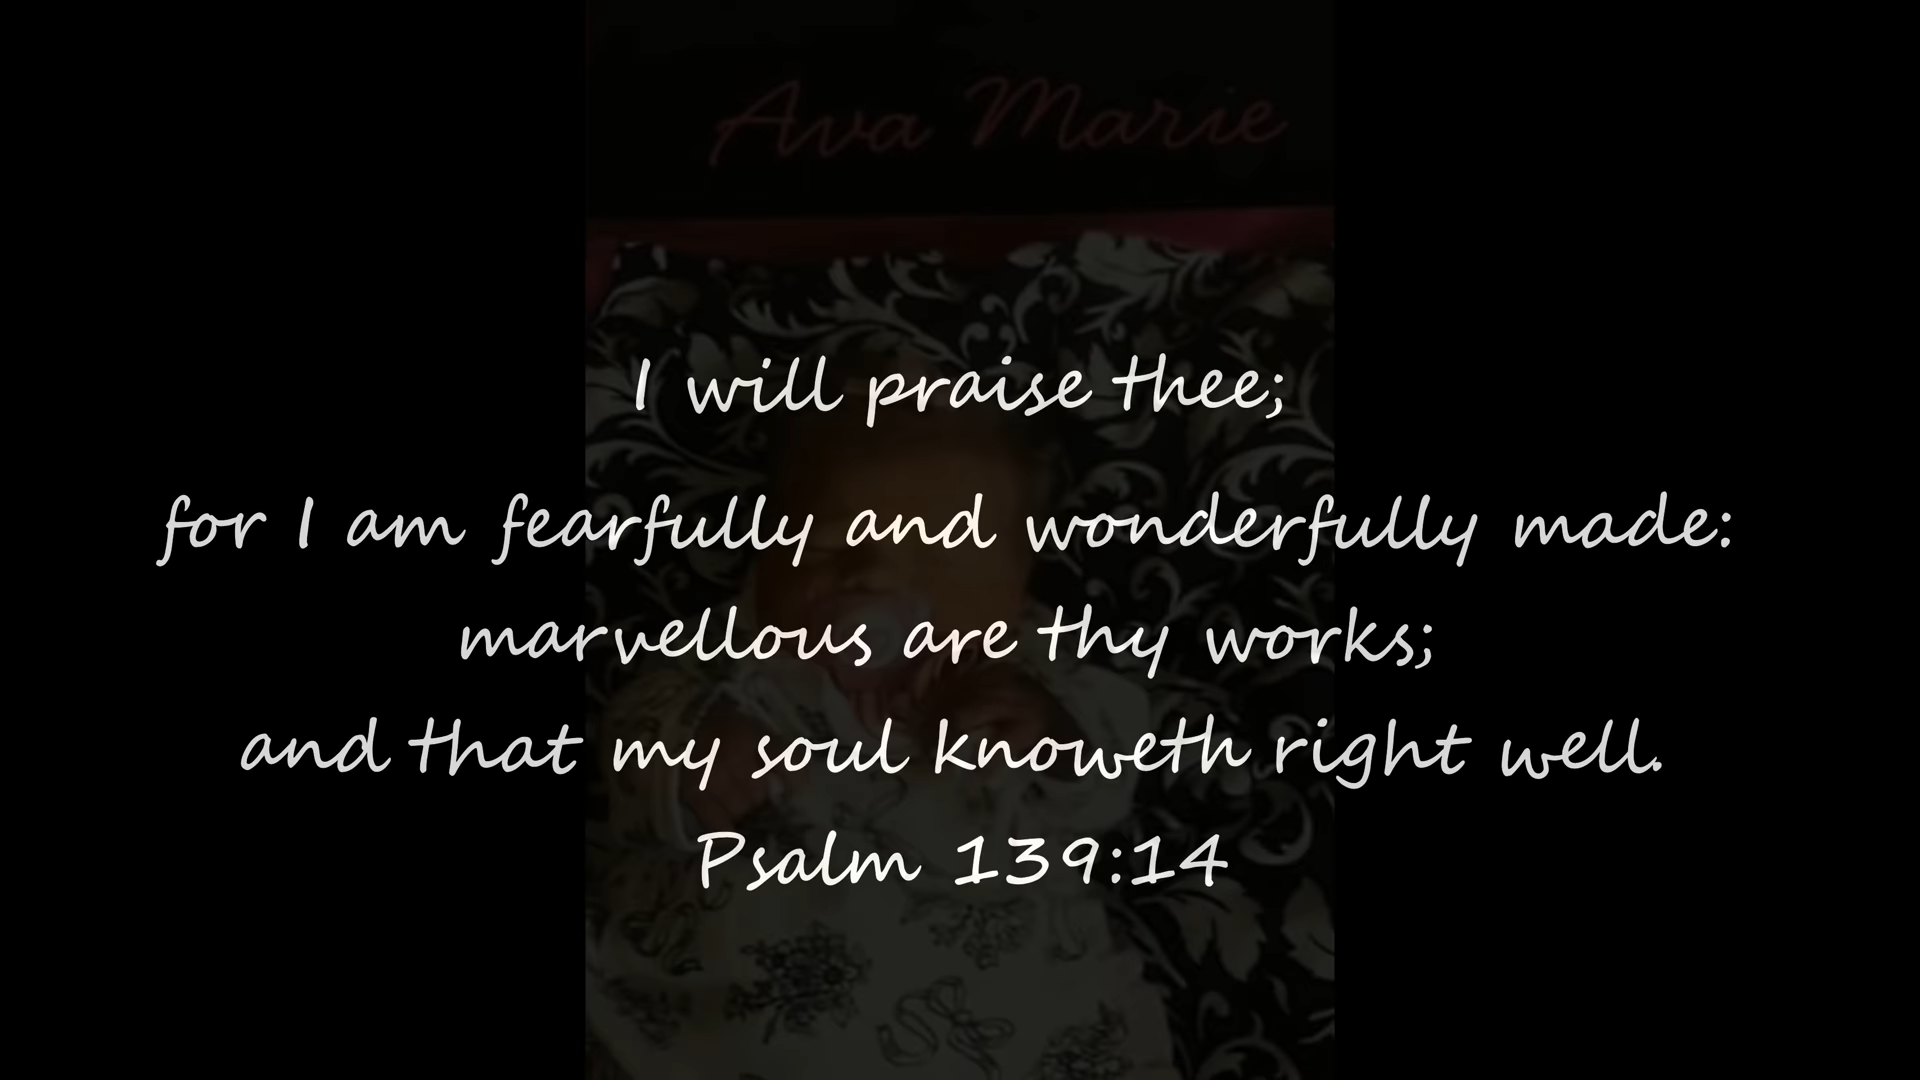 Ava Marie
I will praise thee;
for I am fearfully and wonderfully made:
marvellous are thy works;
and that my soul knoweth right well.
Psalm 139:14